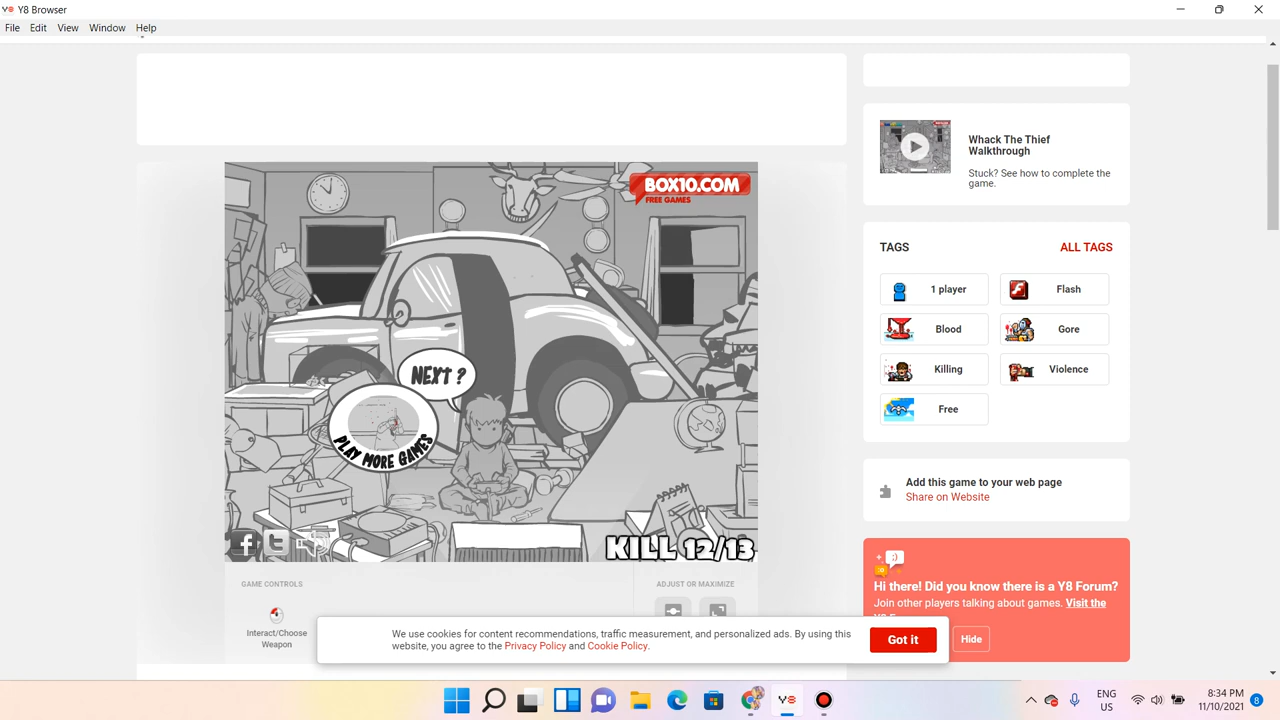 Y8 Browser
File Edit View Window Help
BOX10.COM
FREE GAMES
NEXT ?
PLAY MORE GAMES
KILL 12/13
GAME CONTROLS
Interact/Choose
Weapon
ADJUST OR MAXIMIZE
Whack The Thief
Walkthrough
Stuck? See how to complete the
game.
TAGS
ALL TAGS
1 player
Flash
Blood
Gore
Killing
Violence
Free
Add this game to your web page
Share on Website
Hi there! Did you know there is a Y8 Forum?
Join other players talking about games. Visit the
We use cookies for content recommendations, traffic measurement, and personalized ads. By using this
website, you agree to the Privacy Policy and Cookie Policy.
Got it
Hide
ENG
US
8:34 PM
11/10/2021
8